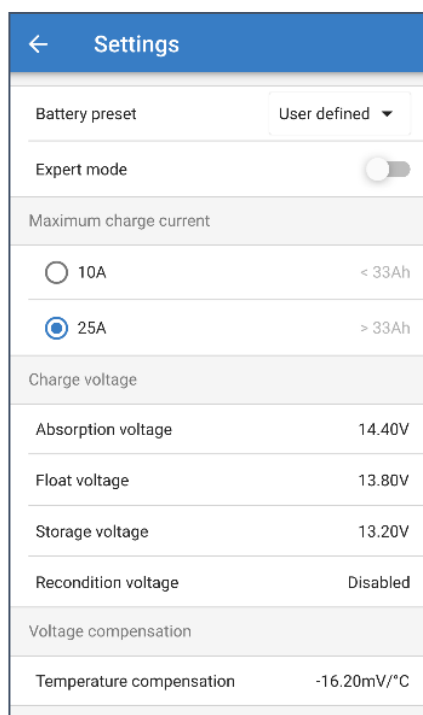 Settings
Battery preset User defined
Expert mode
Maximum charge current
10A < 33Ah
25A > 33Ah
Charge voltage
Absorption voltage 14.40V
Float voltage 13.80V
Storage voltage 13.20V
Recondition voltage Disabled
Voltage compensation
Temperature compensation -16.20mV/°C